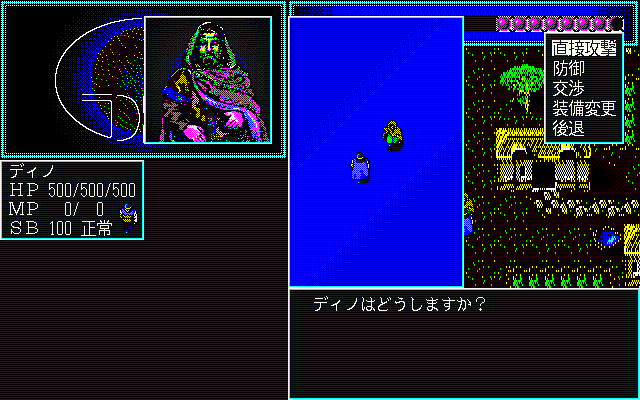 直接攻撃
防御
交渉
装備変更
後退
ディノ
HP 500/500/500
MP 0/ 0
SB 100 正常
ディノはどうしますか？